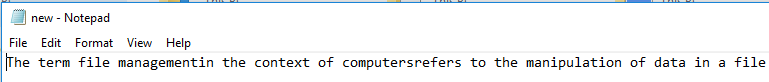 new - Notepad
File Edit Format View Help
The term file managementin the context of computersrefers to the manipulation of data in a file